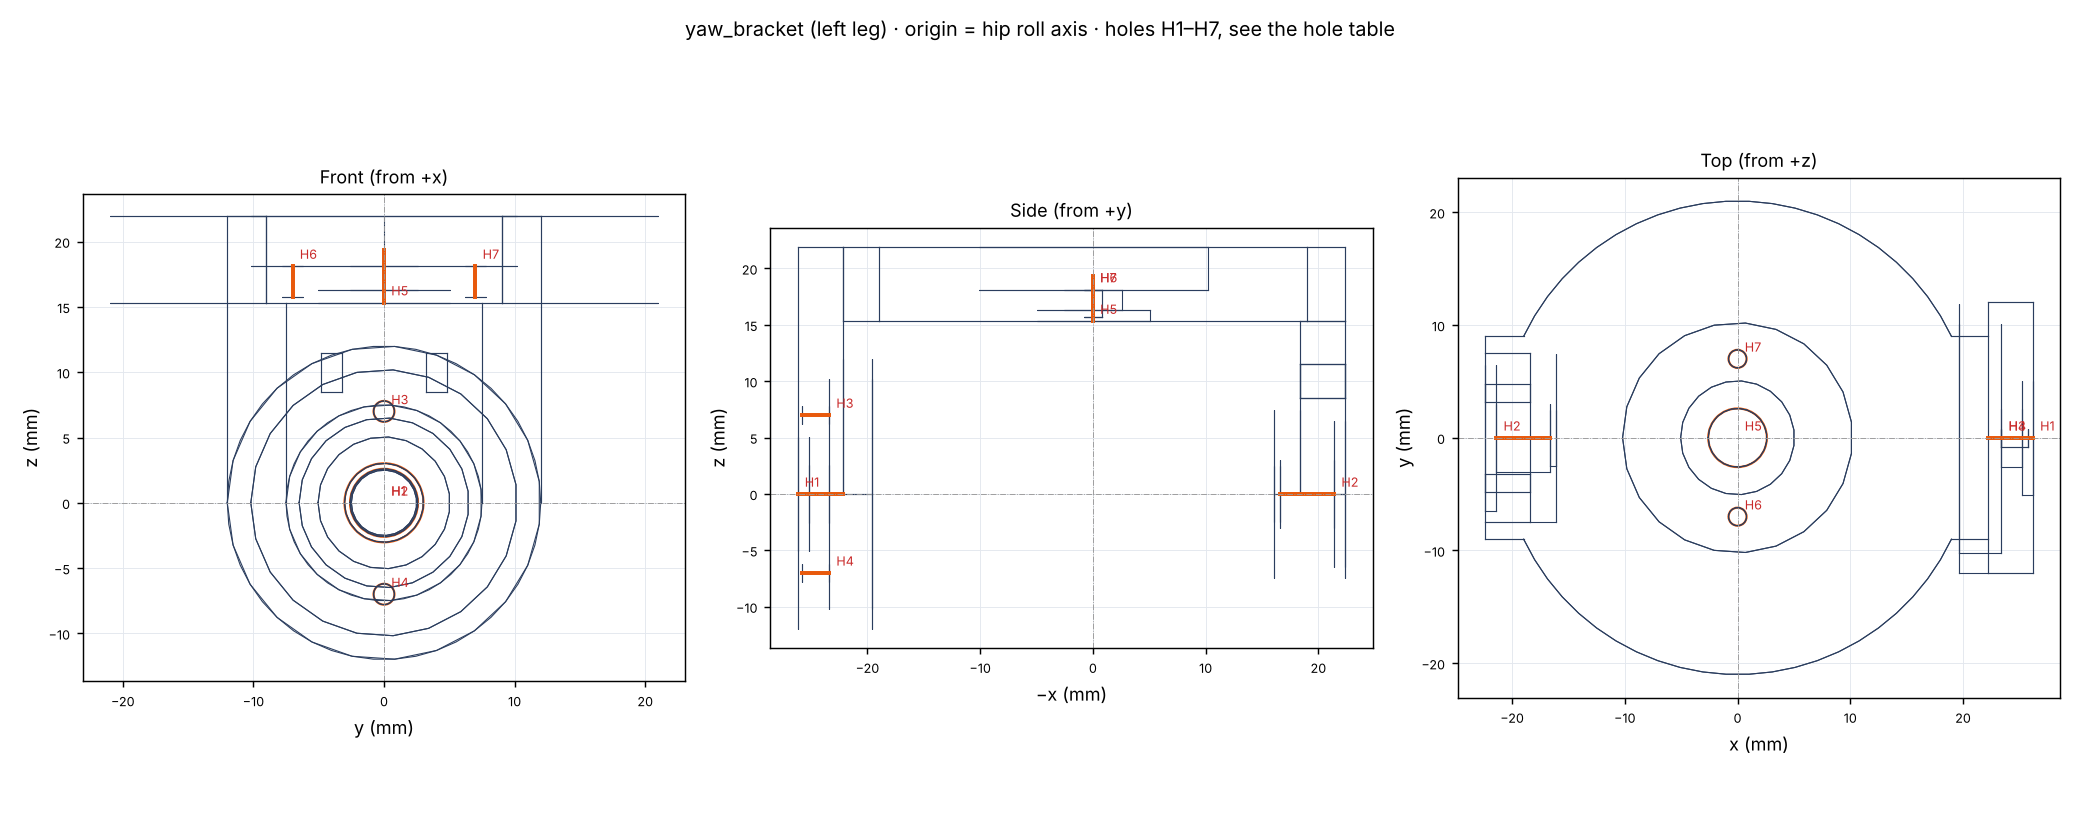 yaw_bracket (left leg) · origin = hip roll axis · holes H1–H7, see the hole table
Front (from +x)
H6
H7
H5
H3
H1
H4
20
15
10
5
0
−5
−10
z (mm)
−20
−10
0
10
20
y (mm)
Side (from +y)
H5
H3
H1
H2
H4
20
15
10
5
0
−5
−10
z (mm)
−20
−10
0
10
20
−x (mm)
Top (from +z)
H7
H2
H5
H1
H6
20
10
0
−10
−20
y (mm)
−20
−10
0
10
20
x (mm)